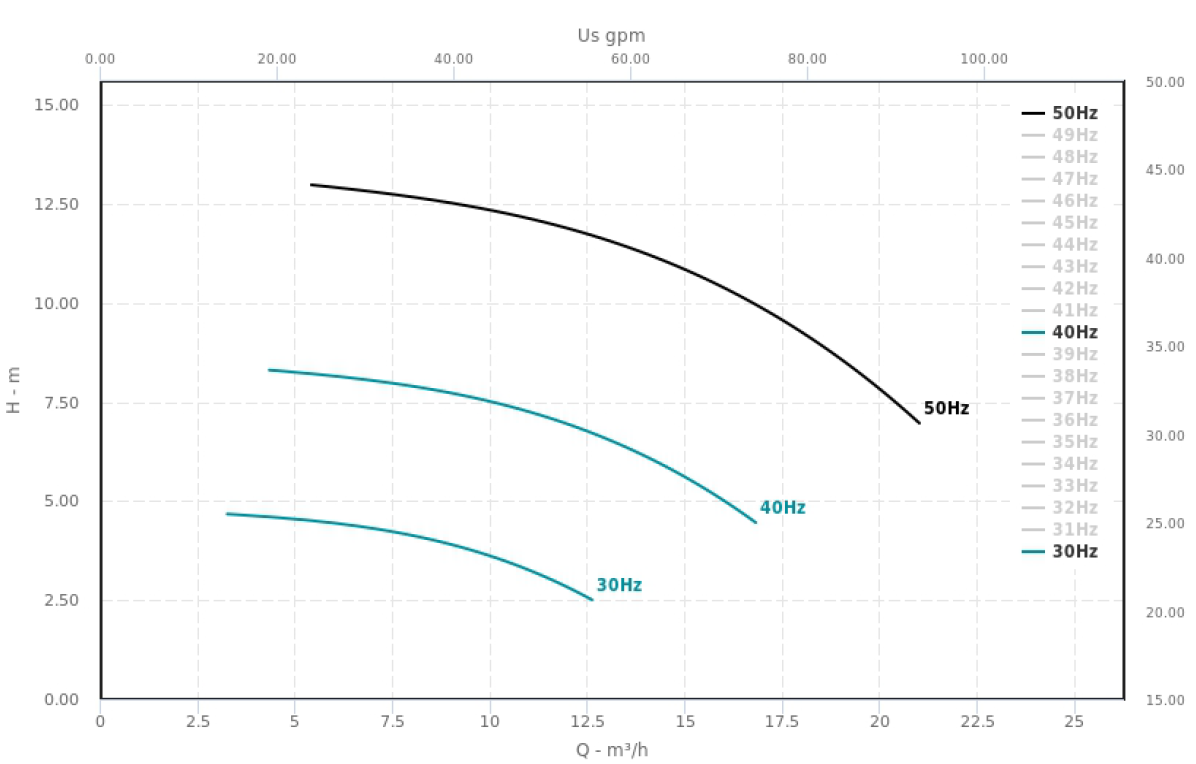 Us gpm
0.00 20.00 40.00 60.00 80.00 100.00
50.00
15.00
50Hz
49Hz
48Hz
45.00
47Hz
12.50
46Hz
45Hz
44Hz
40.00
43Hz
42Hz
10.00
41Hz
40Hz
35.00
39Hz
38Hz
37Hz
7.50
50Hz
36Hz
30.00
35Hz
34Hz
33Hz
5.00
40Hz
32Hz
25.00
31Hz
30Hz
30Hz
2.50
20.00
0.00
15.00
0 2.5 5 7.5 10 12.5 15 17.5 20 22.5 25
H - m
Q - m³/h